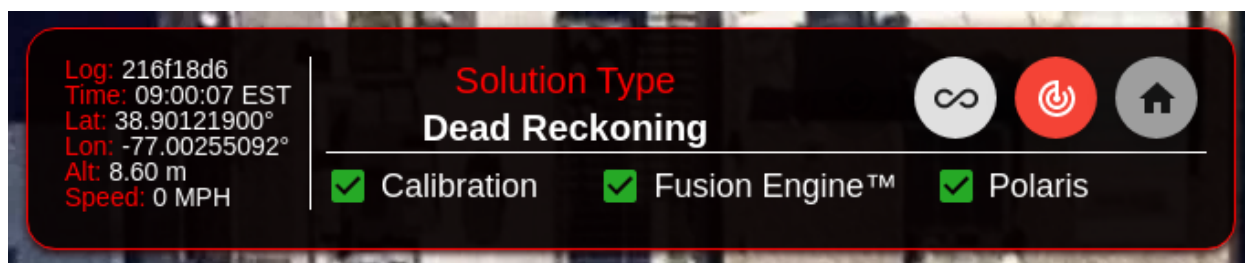 Log: 216f18d6
Time: 09:00:07 EST
Lat: 38.90121900°
Lon: -77.00255092°
Alt: 8.60 m
Speed: 0 MPH
Solution Type
Dead Reckoning
Calibration
Fusion Engine™
Polaris